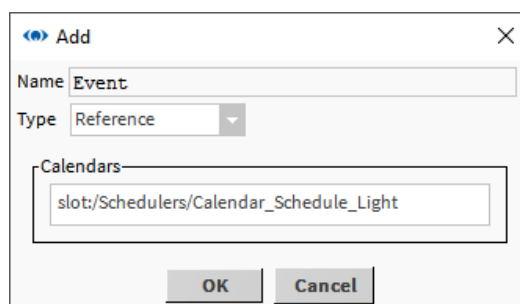 Add
Name Event
Type Reference
Calendars
slot:/Schedulers/Calendar_Schedule_Light
OK Cancel